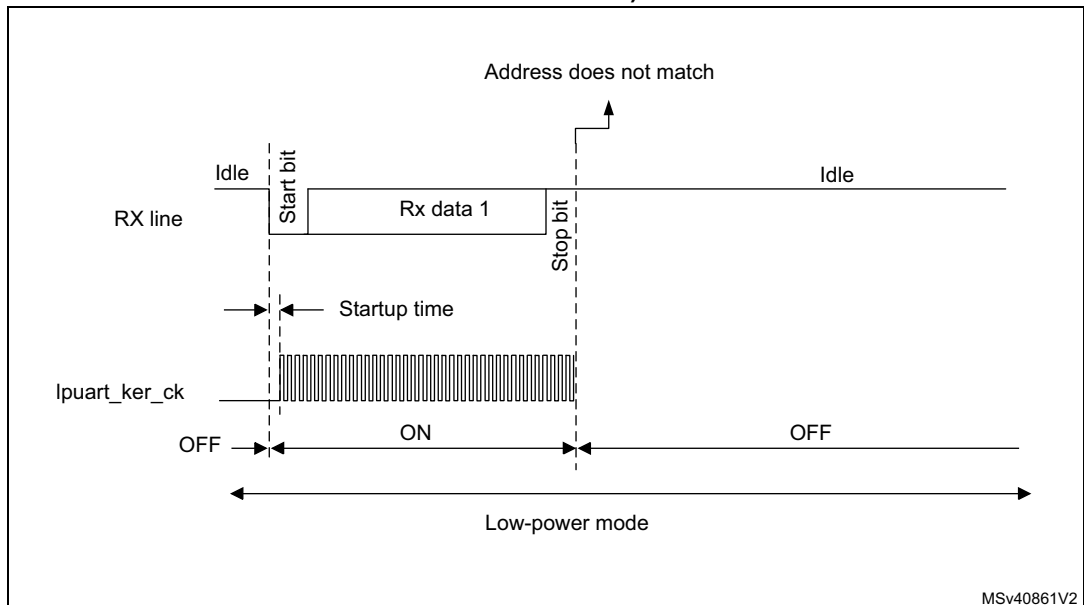 Address does not match
Idle
Start bit
Idle
RX line
Rx data 1
Stop bit
Startup time
lpuart_ker_ck
OFF
ON
OFF
Low-power mode
MSv40861V2